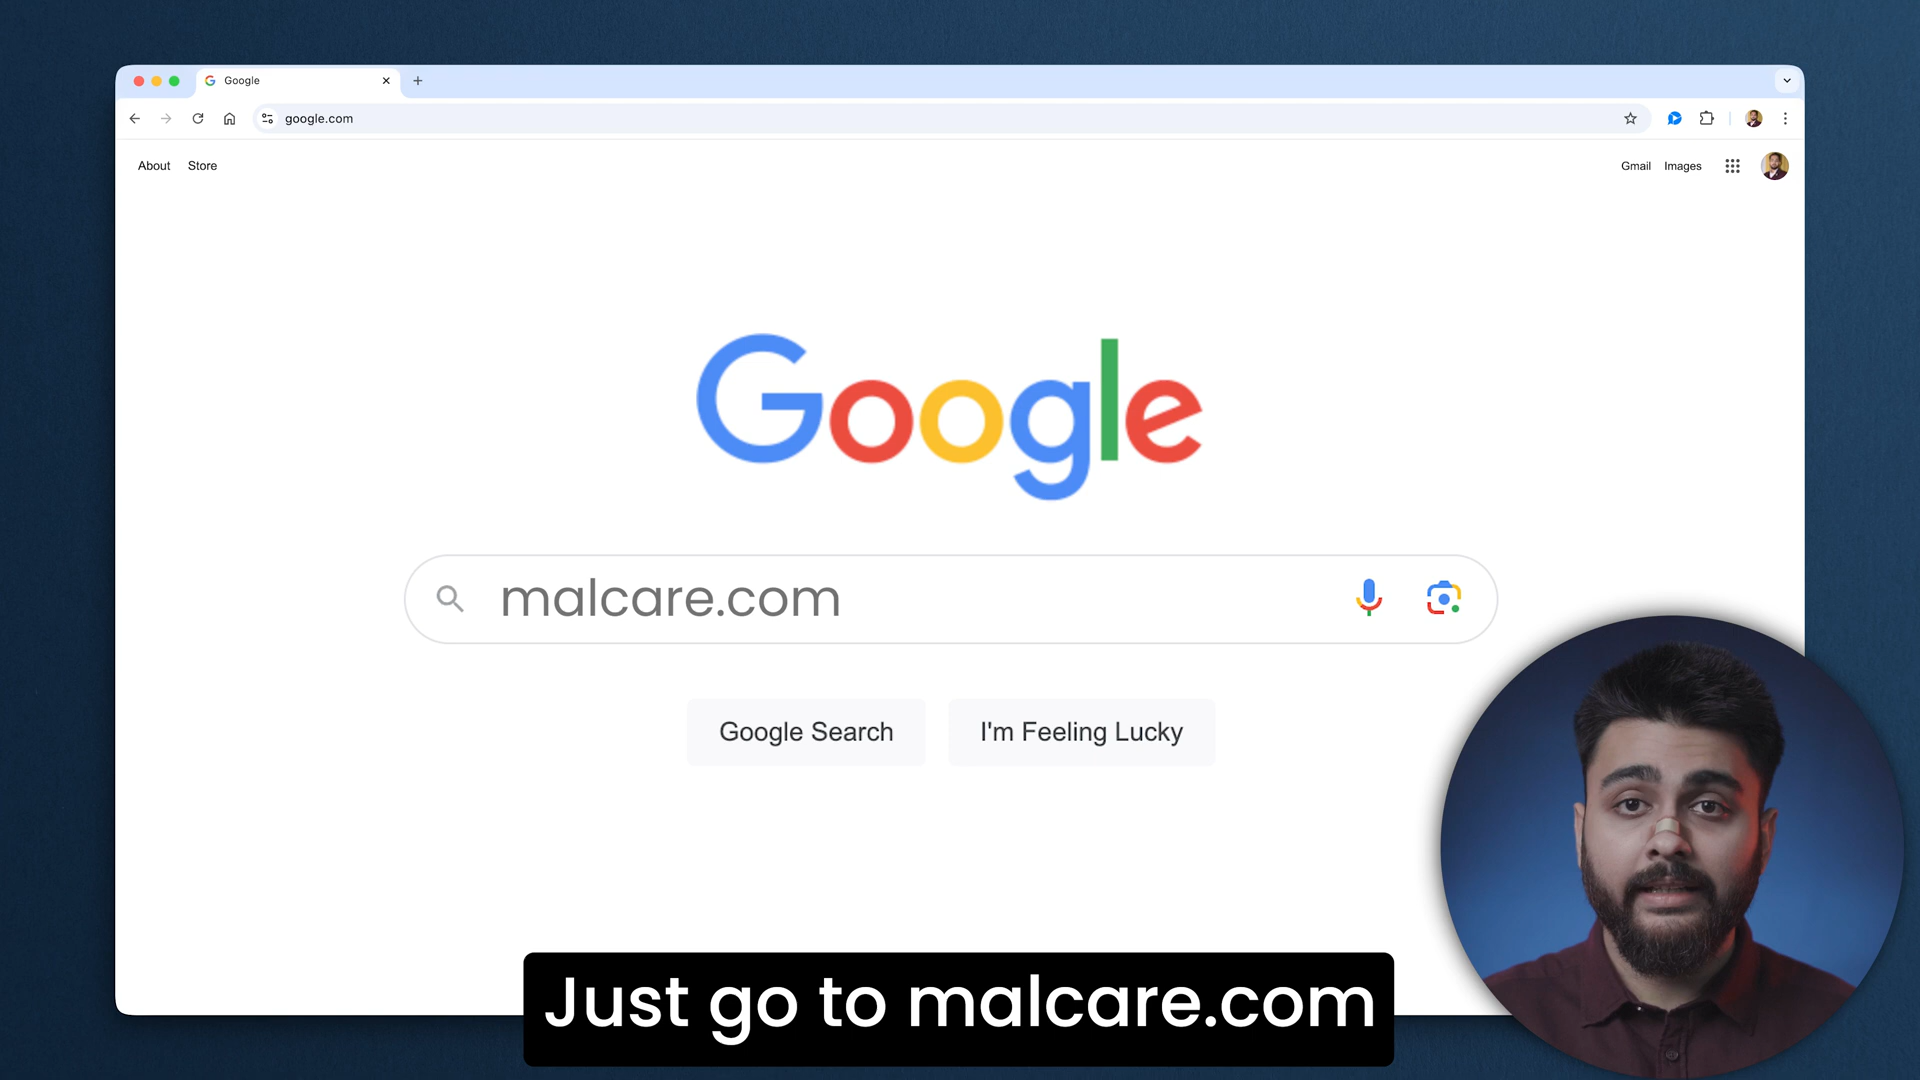 Google
google.com
About Store
Gmail Images
Google
malcare.com
Google Search I'm Feeling Lucky
Just go to malcare.com